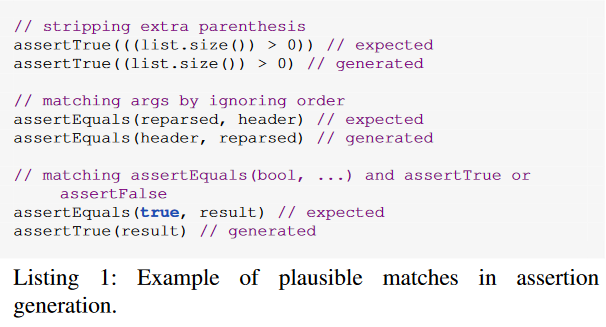 // stripping extra parenthesis
assertTrue(((list.size()) > 0)) // expected
assertTrue((list.size()) > 0) // generated
// matching args by ignoring order
assertEquals(reparsed, header) // expected
assertEquals(header, reparsed) // generated
// matching assertEquals(bool, ...) and assertTrue or
assertFalse
assertEquals(true, result) // expected
assertTrue(result) // generated
Listing 1: Example of plausible matches in assertion
generation.